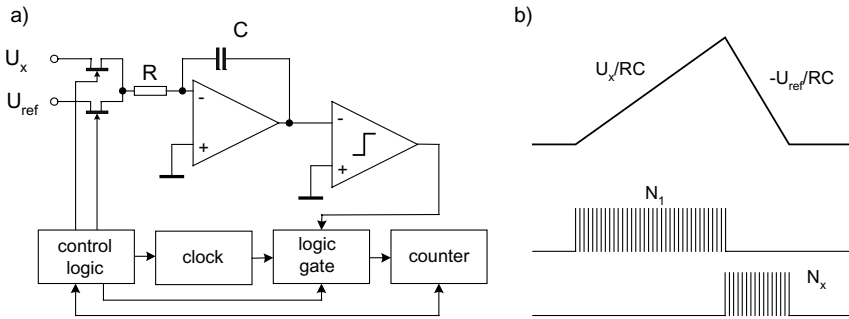 a)
C
U_x
R
U_ref
-
+
-
+
control
logic
clock
logic
gate
counter
b)
U_x/RC
-U_ref/RC
N_1
N_x